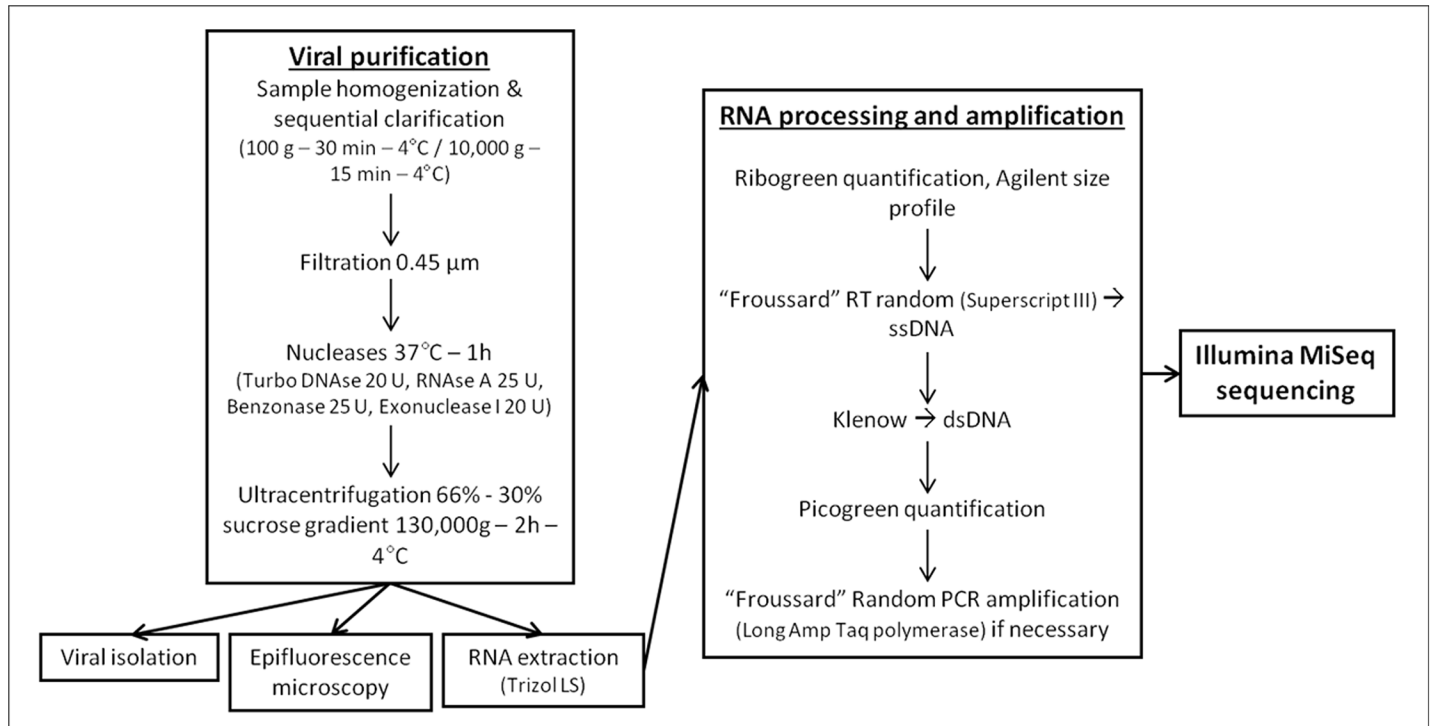 Viral purification
Sample homogenization &
sequential clarification
(100 g – 30 min – 4°C / 10,000 g –
15 min – 4°C)
Filtration 0.45 µm
Nucleases 37°C – 1h
(Turbo DNAse 20 U, RNAse A 25 U,
Benzonase 25 U, Exonuclease I 20 U)
Ultracentrifugation 66% - 30%
sucrose gradient 130,000g – 2h –
4°C
Viral isolation
Epifluorescence
microscopy
RNA extraction
(Trizol LS)
RNA processing and amplification
Ribogreen quantification, Agilent size
profile
“Froussard” RT random (Superscript III) →
ssDNA
Klenow → dsDNA
Picogreen quantification
“Froussard” Random PCR amplification
(Long Amp Taq polymerase) if necessary
Illumina MiSeq
sequencing